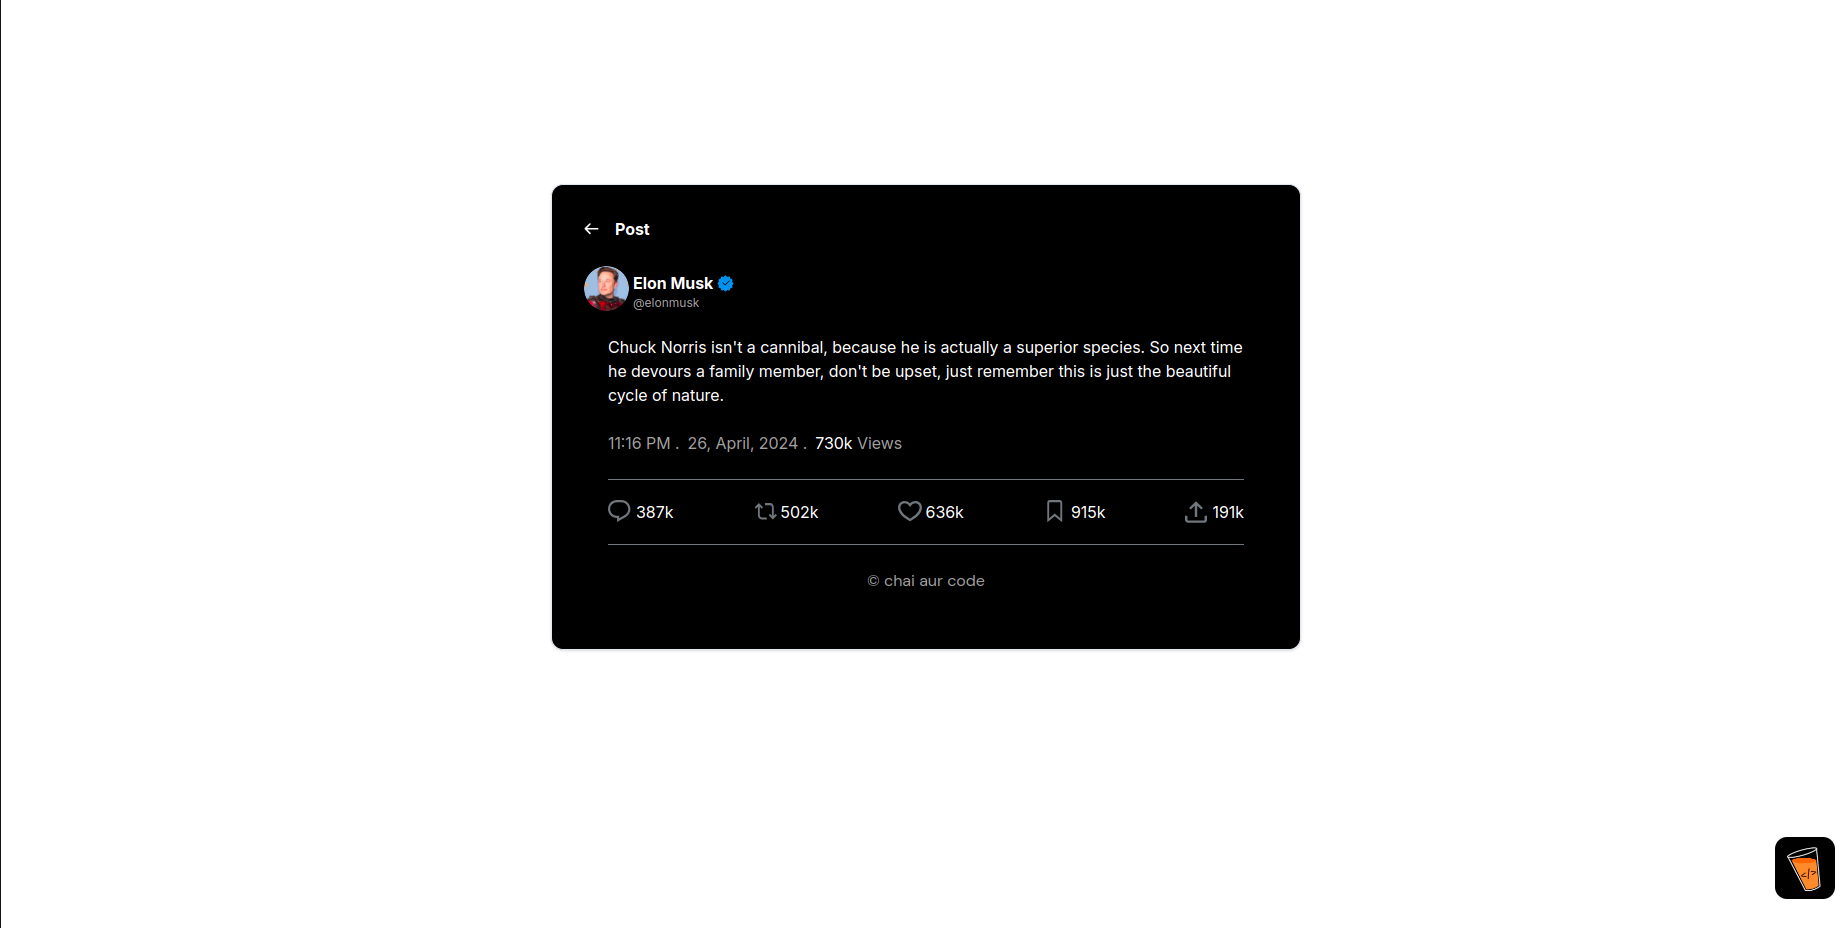 Post
Elon Musk
@elonmusk
Chuck Norris isn't a cannibal, because he is actually a superior species. So next time
he devours a family member, don't be upset, just remember this is just the beautiful
cycle of nature.
11:16 PM . 26, April, 2024 . 730k Views
387k 502k 636k 915k 191k
© chai aur code
</>